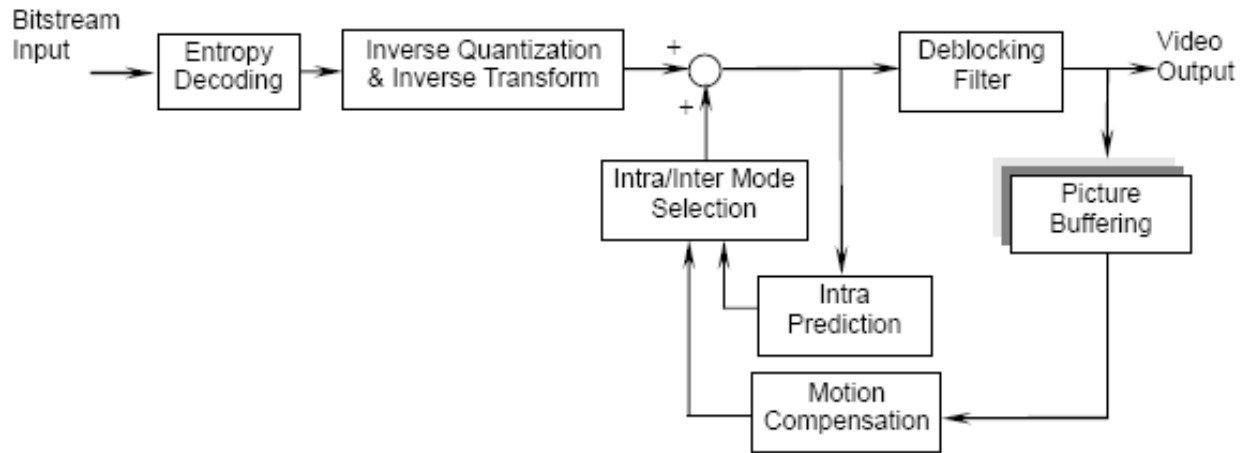 Bitstream
Input
Entropy
Decoding
Inverse Quantization
& Inverse Transform
+
+
Deblocking
Filter
Video
Output
Intra/Inter Mode
Selection
Picture
Buffering
Intra
Prediction
Motion
Compensation